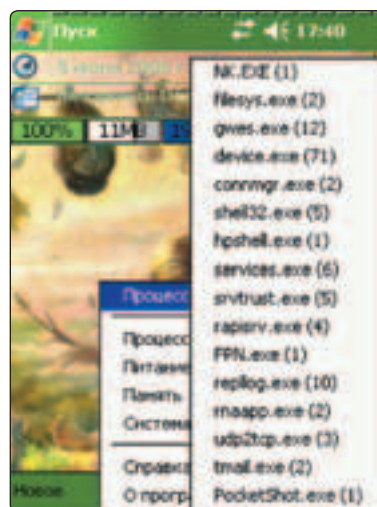 Пуск 17:40
100% 11MB
NK.EXE (1)
filesys.exe (2)
gwes.exe (12)
device.exe (71)
connmgr.exe (2)
shell32.exe (5)
hpshell.exe (1)
services.exe (6)
srvtrust.exe (5)
rapisrv.exe (4)
FPN.exe (1)
repllog.exe (10)
rnaapp.exe (2)
udp2tcp.exe (3)
tmail.exe (2)
PocketShot.exe (1)
Процесс
Процесс
Питание
Память
Система
Справка
О прогр
Новое